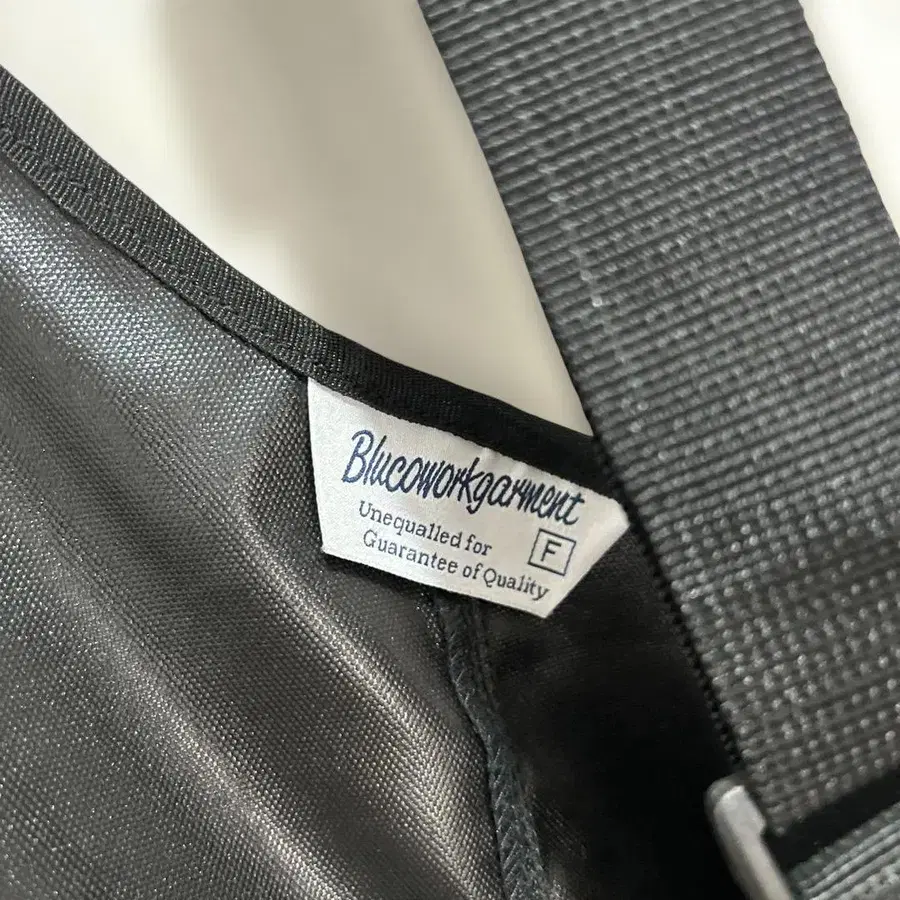 Blucoworkgarment
Unequalled for
Guarantee of Quality
F